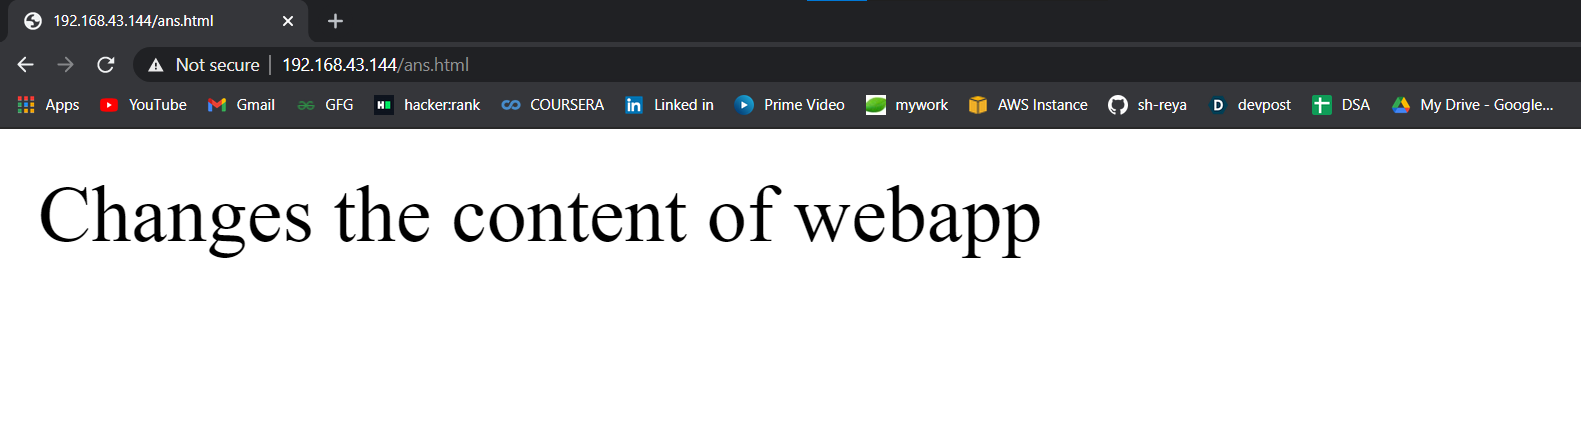 192.168.43.144/ans.html
Not secure | 192.168.43.144/ans.html
Apps YouTube Gmail GFG H hacker:rank COURSERA in Linked in Prime Video mywork AWS Instance sh-reya D devpost DSA My Drive - Google...
Changes the content of webapp